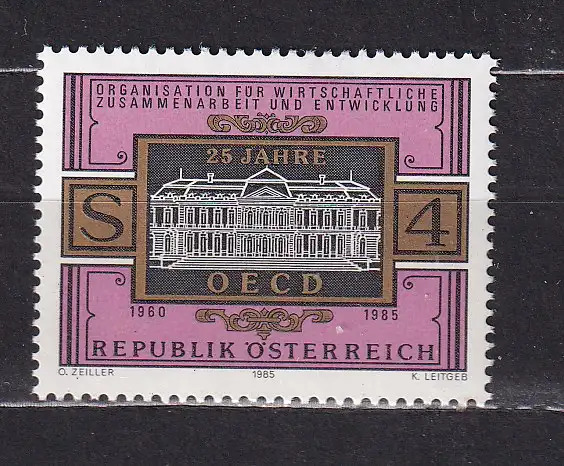 ORGANISATION FÜR WIRTSCHAFTLICHE
ZUSAMMENARBEIT UND ENTWICKLUNG
25 JAHRE
S 4
OECD
1960 1985
REPUBLIK ÖSTERREICH
O. ZEILLER 1985 K. LEITGEB